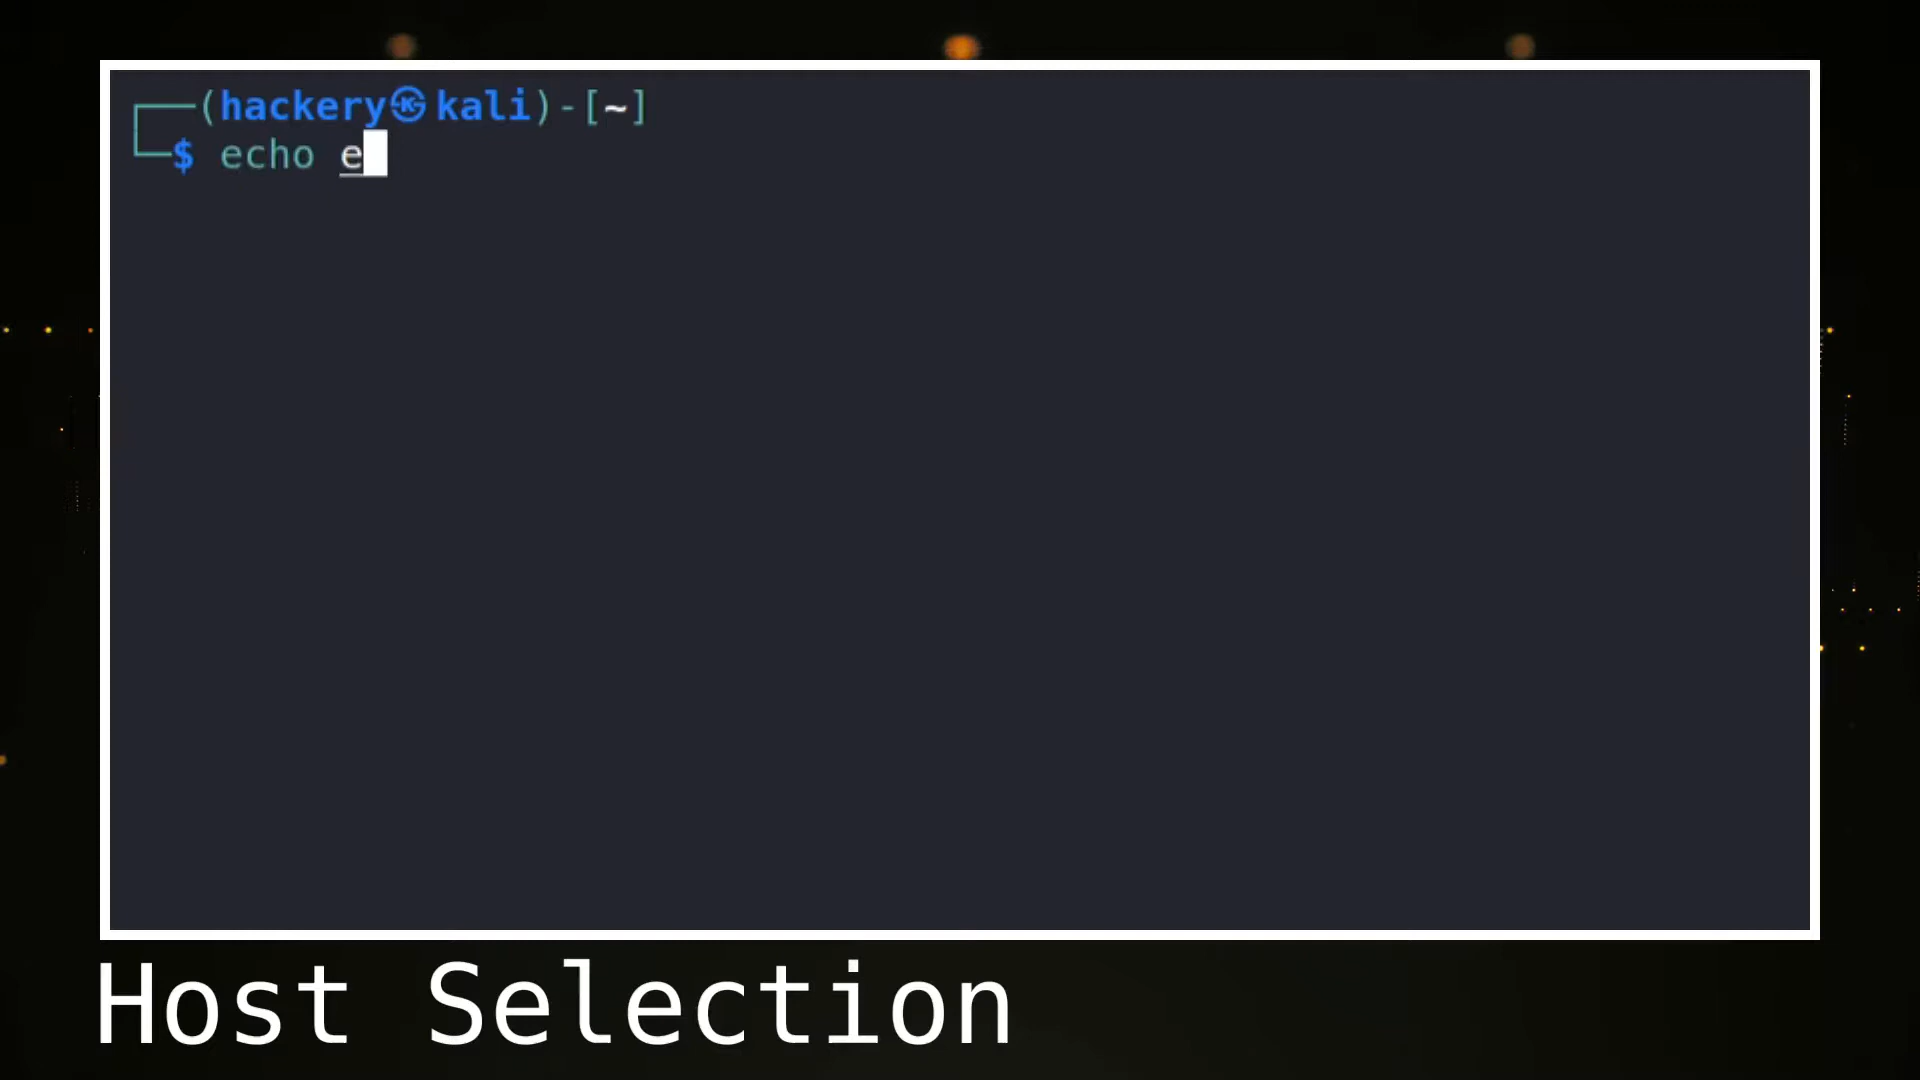 ┌──(hackery㉿kali)-[~]
└─$ echo e
Host Selection